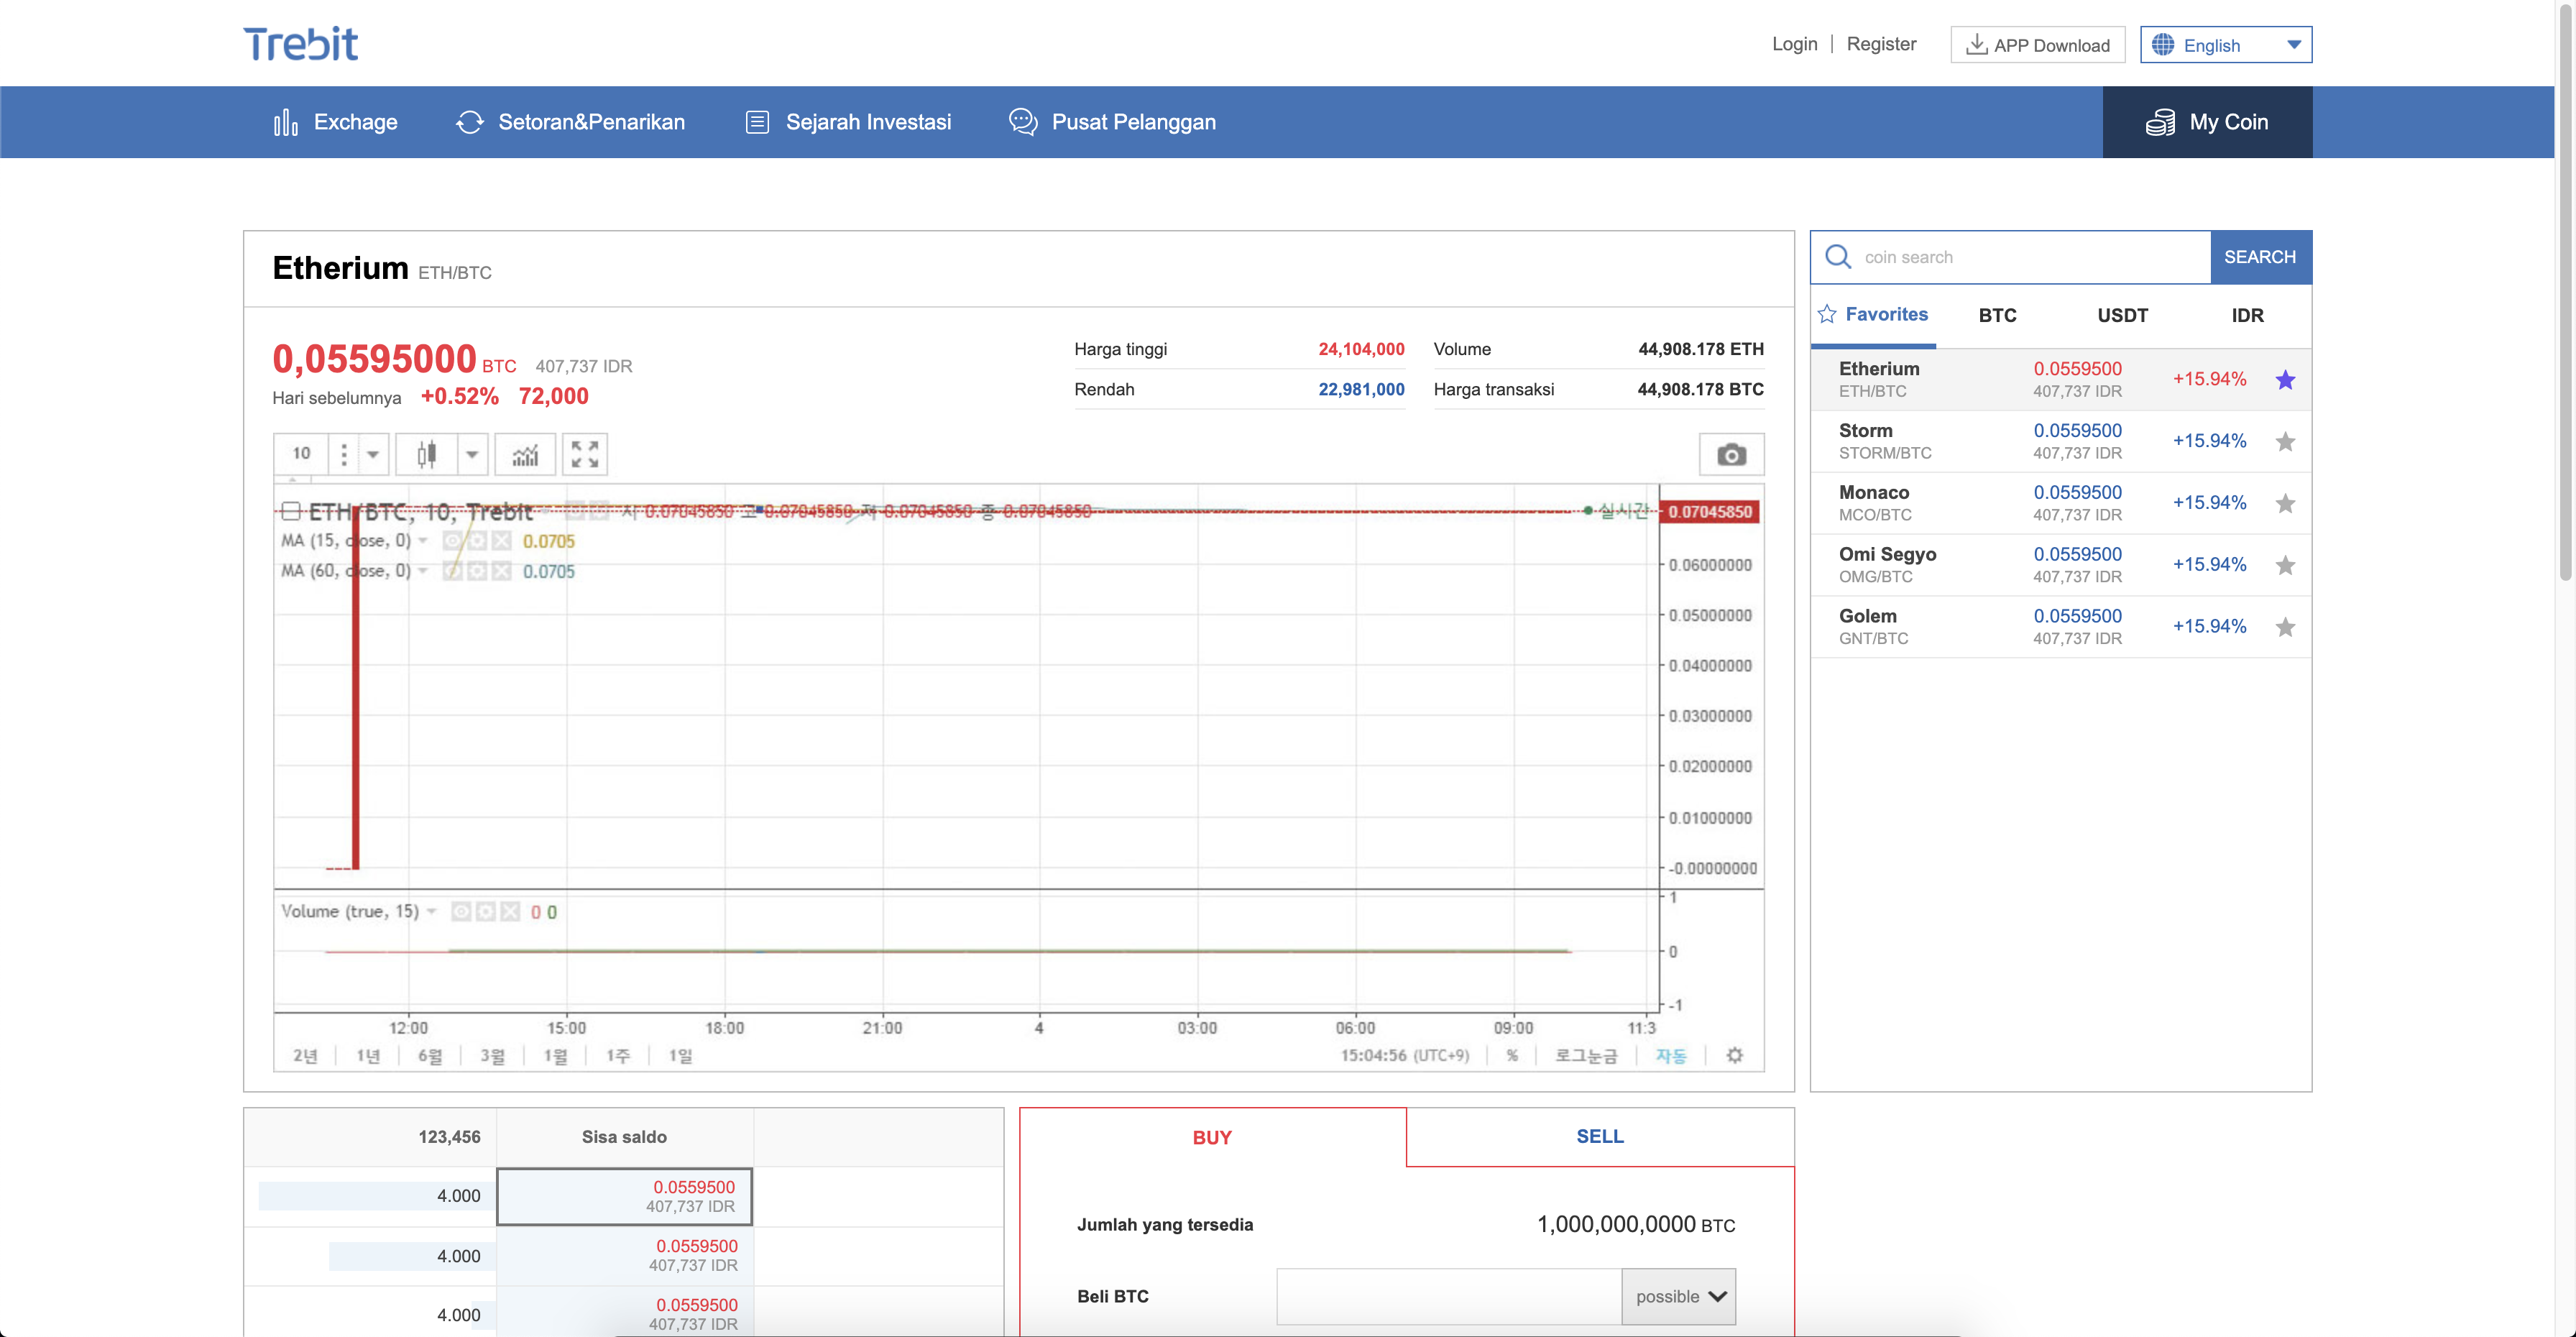 Trebit
Login | Register
APP Download
English
Exchage
Setoran&Penarikan
Sejarah Investasi
Pusat Pelanggan
My Coin
Etherium ETH/BTC
0,05595000 BTC 407,737 IDR
Hari sebelumnya +0.52% 72,000
Harga tinggi 24,104,000
Volume 44,908.178 ETH
Rendah 22,981,000
Harga transaksi 44,908.178 BTC
10
ETH/BTC, 10, Trebit 시 0.07045850 고 0.07045850 저 0.07045850 종 0.07045850
실시간
0.07045850
MA (15, close, 0) 0.0705
MA (60, close, 0) 0.0705
0.06000000
0.05000000
0.04000000
0.03000000
0.02000000
0.01000000
-0.00000000
Volume (true, 15) 0 0
1
0
-1
12:00 15:00 18:00 21:00 4 03:00 06:00 09:00 11:3
2년 1년 6월 3월 1월 1주 1일
15:04:56 (UTC+9) % 로그눈금 자동
coin search
SEARCH
Favorites BTC USDT IDR
Etherium 0.0559500 +15.94%
ETH/BTC 407,737 IDR
Storm 0.0559500 +15.94%
STORM/BTC 407,737 IDR
Monaco 0.0559500 +15.94%
MCO/BTC 407,737 IDR
Omi Segyo 0.0559500 +15.94%
OMG/BTC 407,737 IDR
Golem 0.0559500 +15.94%
GNT/BTC 407,737 IDR
123,456 Sisa saldo
4.000 0.0559500
407,737 IDR
4.000 0.0559500
407,737 IDR
4.000 0.0559500
407,737 IDR
BUY SELL
Jumlah yang tersedia 1,000,000,0000 BTC
Beli BTC possible